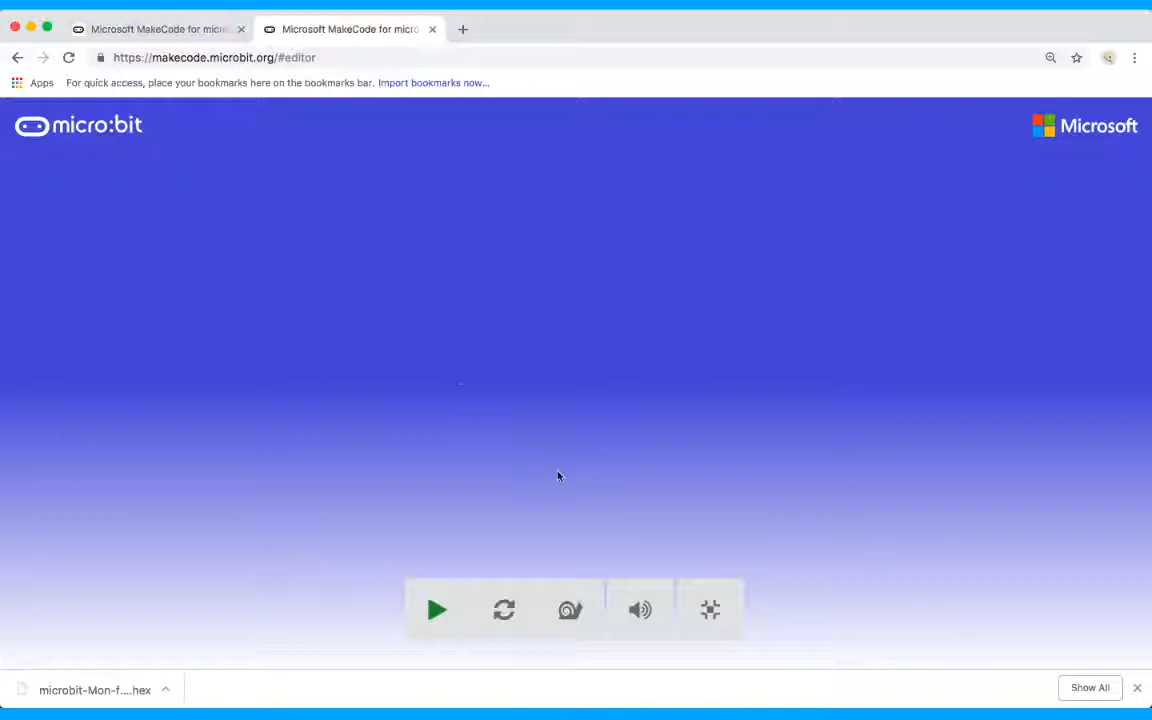 Microsoft MakeCode for micro
Microsoft MakeCode for micro
https://makecode.microbit.org/#editor
Apps
For quick access, place your bookmarks here on the bookmarks bar. Import bookmarks now...
micro:bit
Microsoft
microbit-Mon-f....hex
Show All